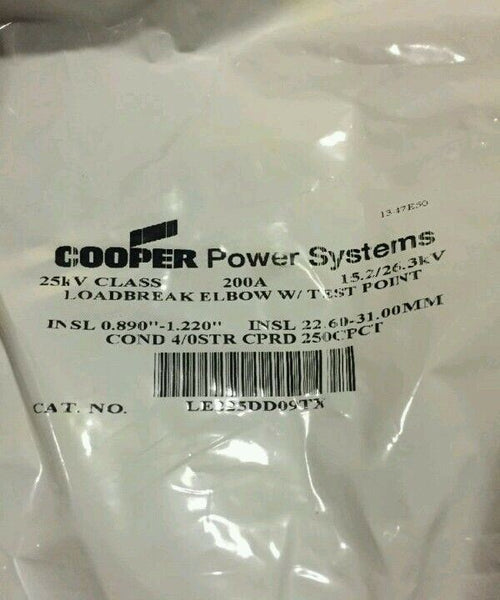 13.47E50
COOPER Power Systems
25kV CLASS 200A 15.2/26.3kV
LOADBREAK ELBOW W/ TEST POINT
INSL 0.890"-1.220" INSL 22.60-31.00MM
COND 4/0STR CPRD 250CPCT
CAT. NO. LE225DD09TX